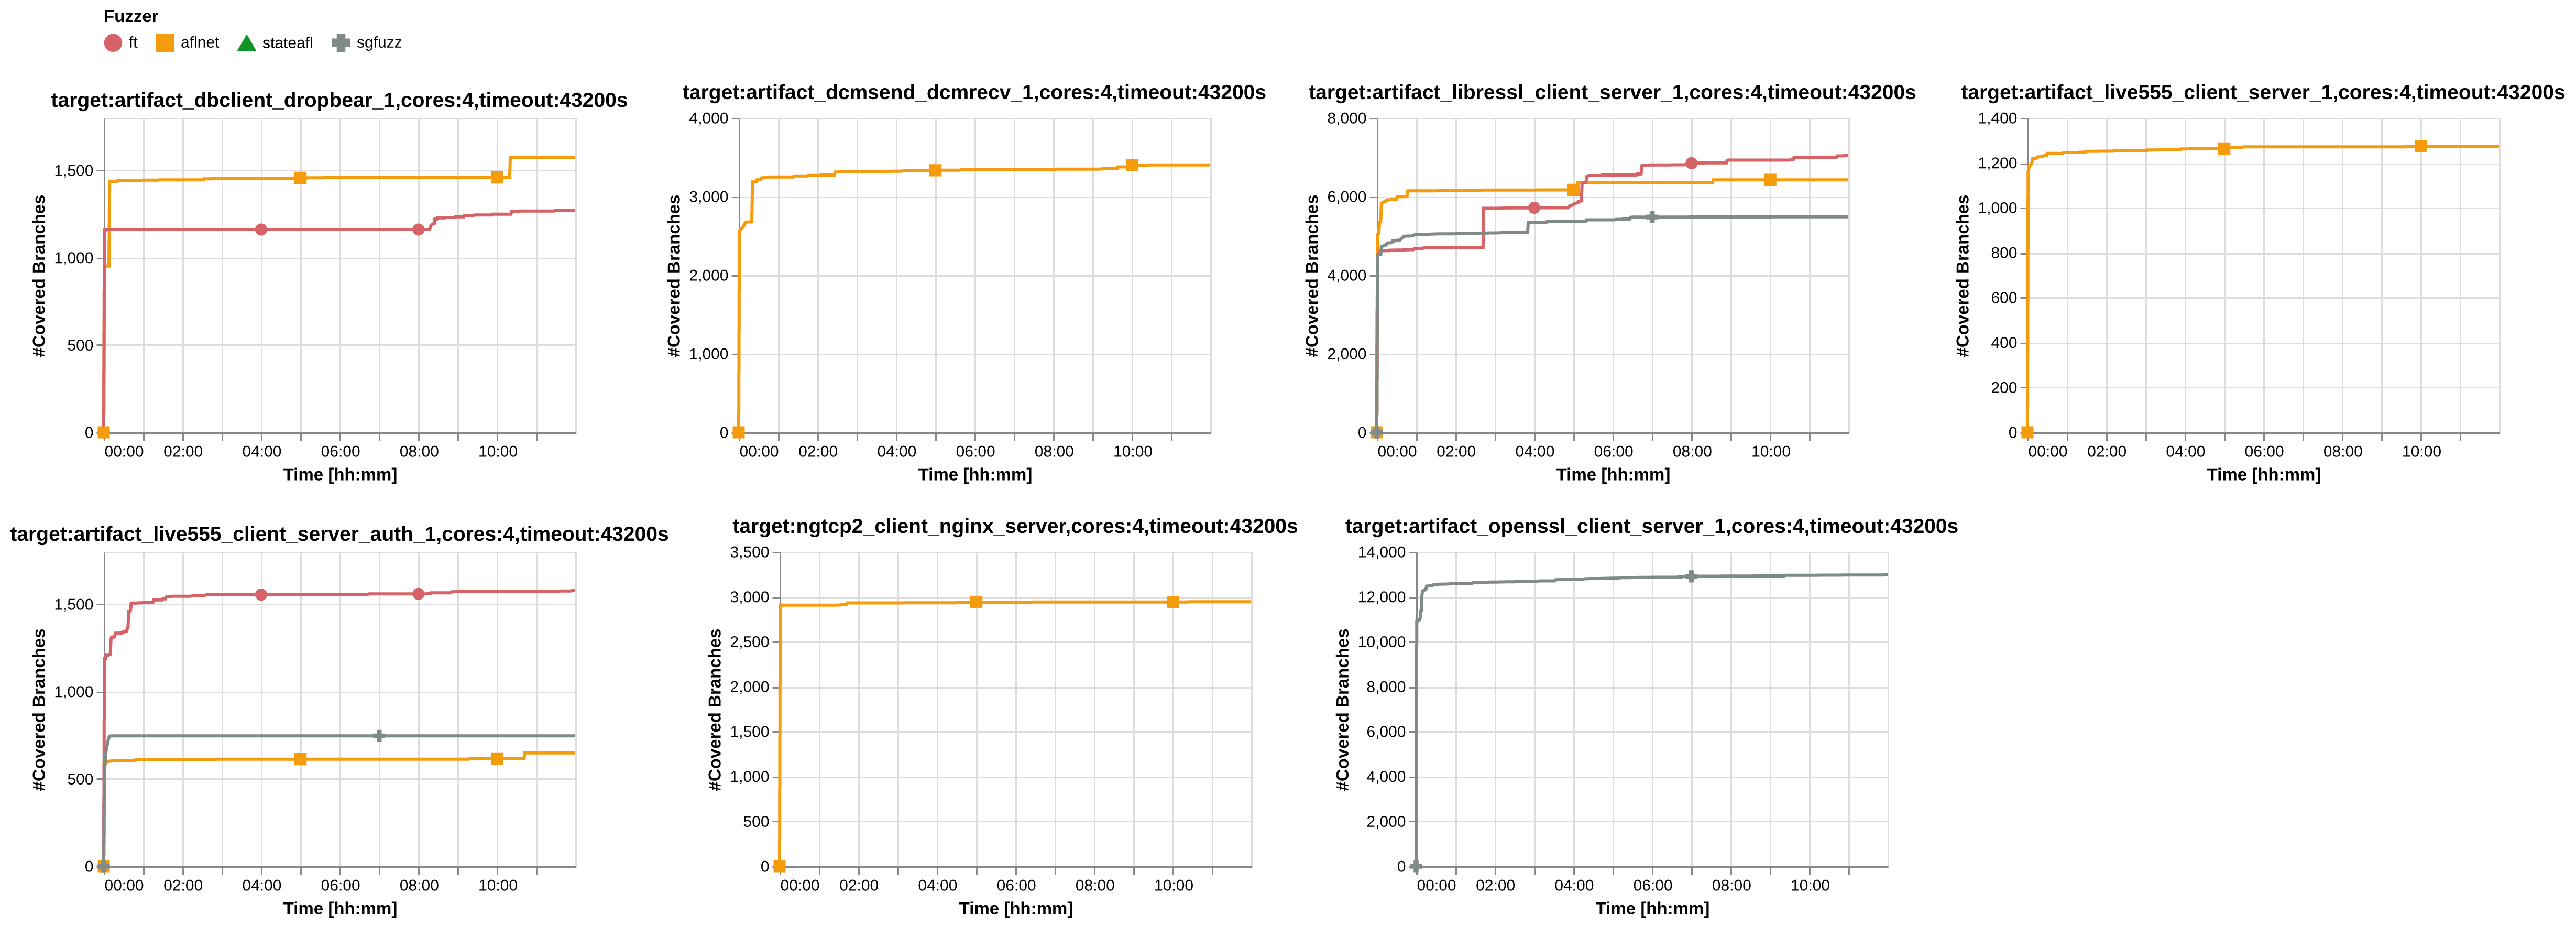 Fuzzer
ft aflnet stateafl sgfuzz
target:artifact_dbclient_dropbear_1,cores:4,timeout:43200s
#Covered Branches
1,500
1,000
500
0
00:00 02:00 04:00 06:00 08:00 10:00
Time [hh:mm]
target:artifact_dcmsend_dcmrecv_1,cores:4,timeout:43200s
#Covered Branches
4,000
3,000
2,000
1,000
0
00:00 02:00 04:00 06:00 08:00 10:00
Time [hh:mm]
target:artifact_libressl_client_server_1,cores:4,timeout:43200s
#Covered Branches
8,000
6,000
4,000
2,000
0
00:00 02:00 04:00 06:00 08:00 10:00
Time [hh:mm]
target:artifact_live555_client_server_1,cores:4,timeout:43200s
#Covered Branches
1,400
1,200
1,000
800
600
400
200
0
00:00 02:00 04:00 06:00 08:00 10:00
Time [hh:mm]
target:artifact_live555_client_server_auth_1,cores:4,timeout:43200s
#Covered Branches
1,500
1,000
500
0
00:00 02:00 04:00 06:00 08:00 10:00
Time [hh:mm]
target:ngtcp2_client_nginx_server,cores:4,timeout:43200s
#Covered Branches
3,500
3,000
2,500
2,000
1,500
1,000
500
0
00:00 02:00 04:00 06:00 08:00 10:00
Time [hh:mm]
target:artifact_openssl_client_server_1,cores:4,timeout:43200s
#Covered Branches
14,000
12,000
10,000
8,000
6,000
4,000
2,000
0
00:00 02:00 04:00 06:00 08:00 10:00
Time [hh:mm]